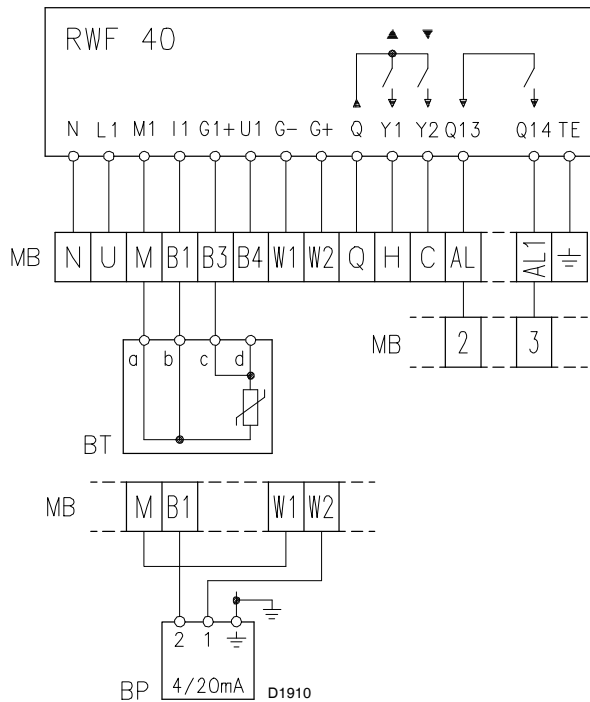 RWF 40
N L1 M1 I1 G1+ U1 G- G+ Q Y1 Y2 Q13 Q14 TE
MB N U M B1 B3 B4 W1 W2 Q H C AL AL1
MB 2 3
a b c d
BT
MB M B1 W1 W2
2 1
BP 4/20mA D1910